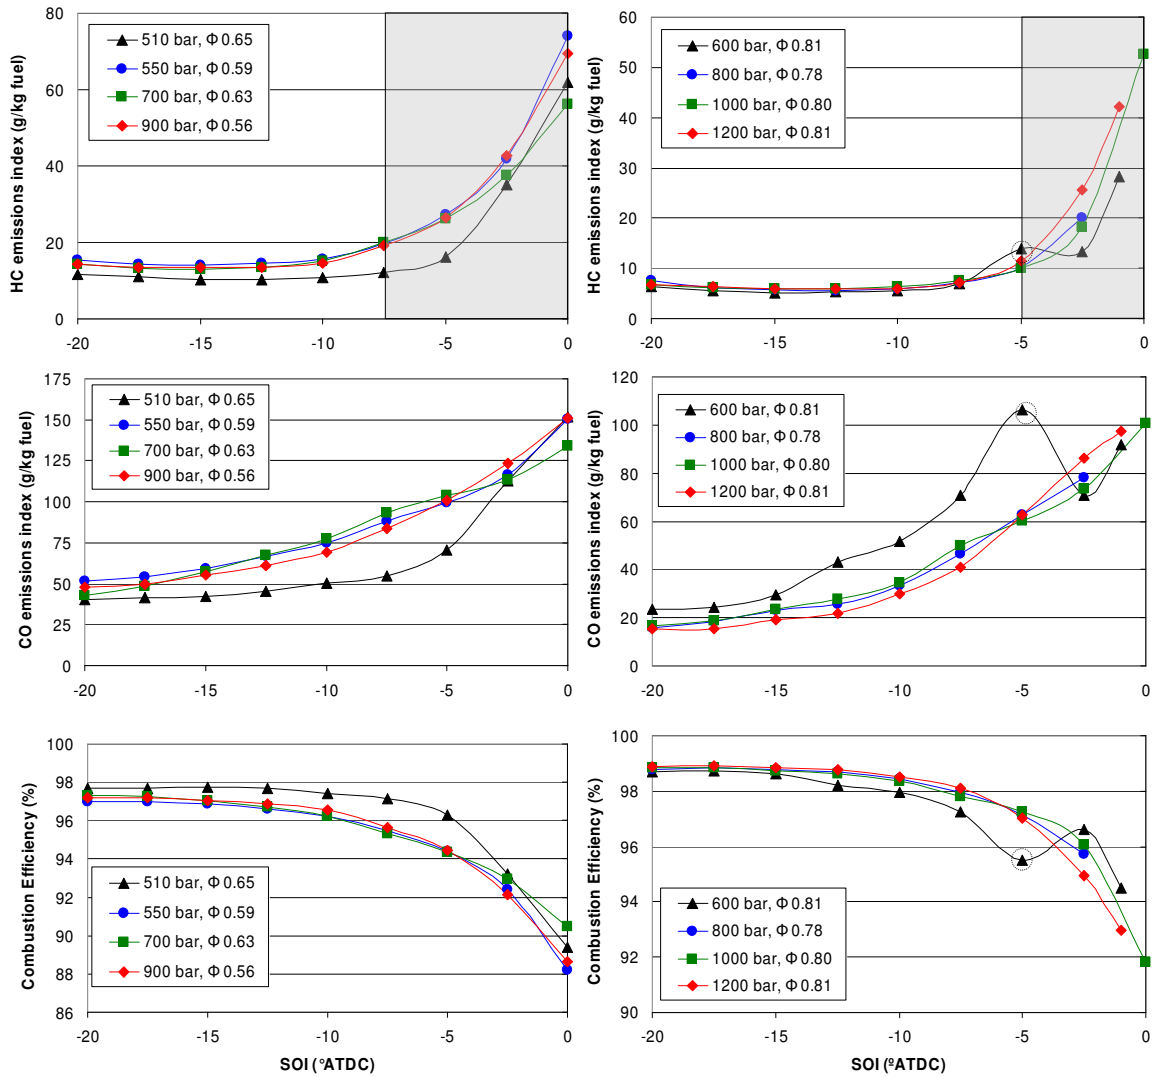 HC emissions index (g/kg fuel)
80
60
40
20
0
510 bar, Φ 0.65
550 bar, Φ 0.59
700 bar, Φ 0.63
900 bar, Φ 0.56
-20 -15 -10 -5 0
HC emissions index (g/kg fuel)
60
50
40
30
20
10
0
600 bar, Φ 0.81
800 bar, Φ 0.78
1000 bar, Φ 0.80
1200 bar, Φ 0.81
-20 -15 -10 -5 0
CO emissions index (g/kg fuel)
175
150
125
100
75
50
25
0
510 bar, Φ 0.65
550 bar, Φ 0.59
700 bar, Φ 0.63
900 bar, Φ 0.56
-20 -15 -10 -5 0
CO emissions index (g/kg fuel)
120
100
80
60
40
20
0
600 bar, Φ 0.81
800 bar, Φ 0.78
1000 bar, Φ 0.80
1200 bar, Φ 0.81
-20 -15 -10 -5 0
Combustion Efficiency (%)
100
98
96
94
92
90
88
86
510 bar, Φ 0.65
550 bar, Φ 0.59
700 bar, Φ 0.63
900 bar, Φ 0.56
-20 -15 -10 -5 0
SOI (°ATDC)
Combustion Efficiency (%)
100
98
96
94
92
90
600 bar, Φ 0.81
800 bar, Φ 0.78
1000 bar, Φ 0.80
1200 bar, Φ 0.81
-20 -15 -10 -5 0
SOI (ºATDC)